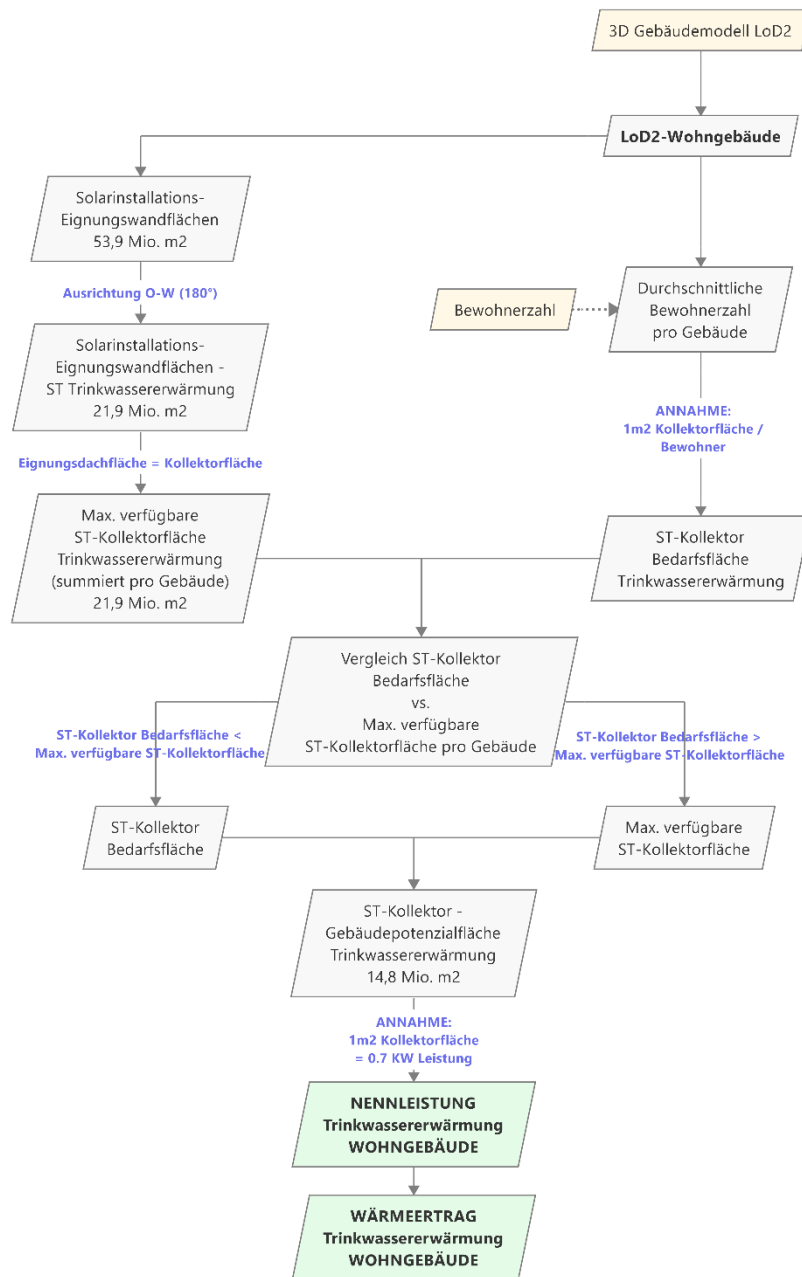 3D Gebäudemodell LoD2
LoD2-Wohngebäude
Solarinstallations-
Eignungswandflächen
53,9 Mio. m2
Ausrichtung O-W (180°)
Bewohnerzahl
Durchschnittliche
Bewohnerzahl
pro Gebäude
Solarinstallations-
Eignungswandflächen -
ST Trinkwassererwärmung
21,9 Mio. m2
ANNAHME:
1m2 Kollektorfläche /
Bewohner
Eignungsdachfläche = Kollektorfläche
Max. verfügbare
ST-Kollektorfläche
Trinkwassererwärmung
(summiert pro Gebäude)
21,9 Mio. m2
ST-Kollektor
Bedarfsfläche
Trinkwassererwärmung
Vergleich ST-Kollektor
Bedarfsfläche
vs.
Max. verfügbare
ST-Kollektorfläche pro Gebäude
ST-Kollektor Bedarfsfläche <
Max. verfügbare ST-Kollektorfläche
ST-Kollektor Bedarfsfläche >
Max. verfügbare ST-Kollektorfläche
ST-Kollektor
Bedarfsfläche
Max. verfügbare
ST-Kollektorfläche
ST-Kollektor -
Gebäudepotenzialfläche
Trinkwassererwärmung
14,8 Mio. m2
ANNAHME:
1m2 Kollektorfläche
= 0.7 KW Leistung
NENNLEISTUNG
Trinkwassererwärmung
WOHNGEBÄUDE
WÄRMEERTRAG
Trinkwassererwärmung
WOHNGEBÄUDE